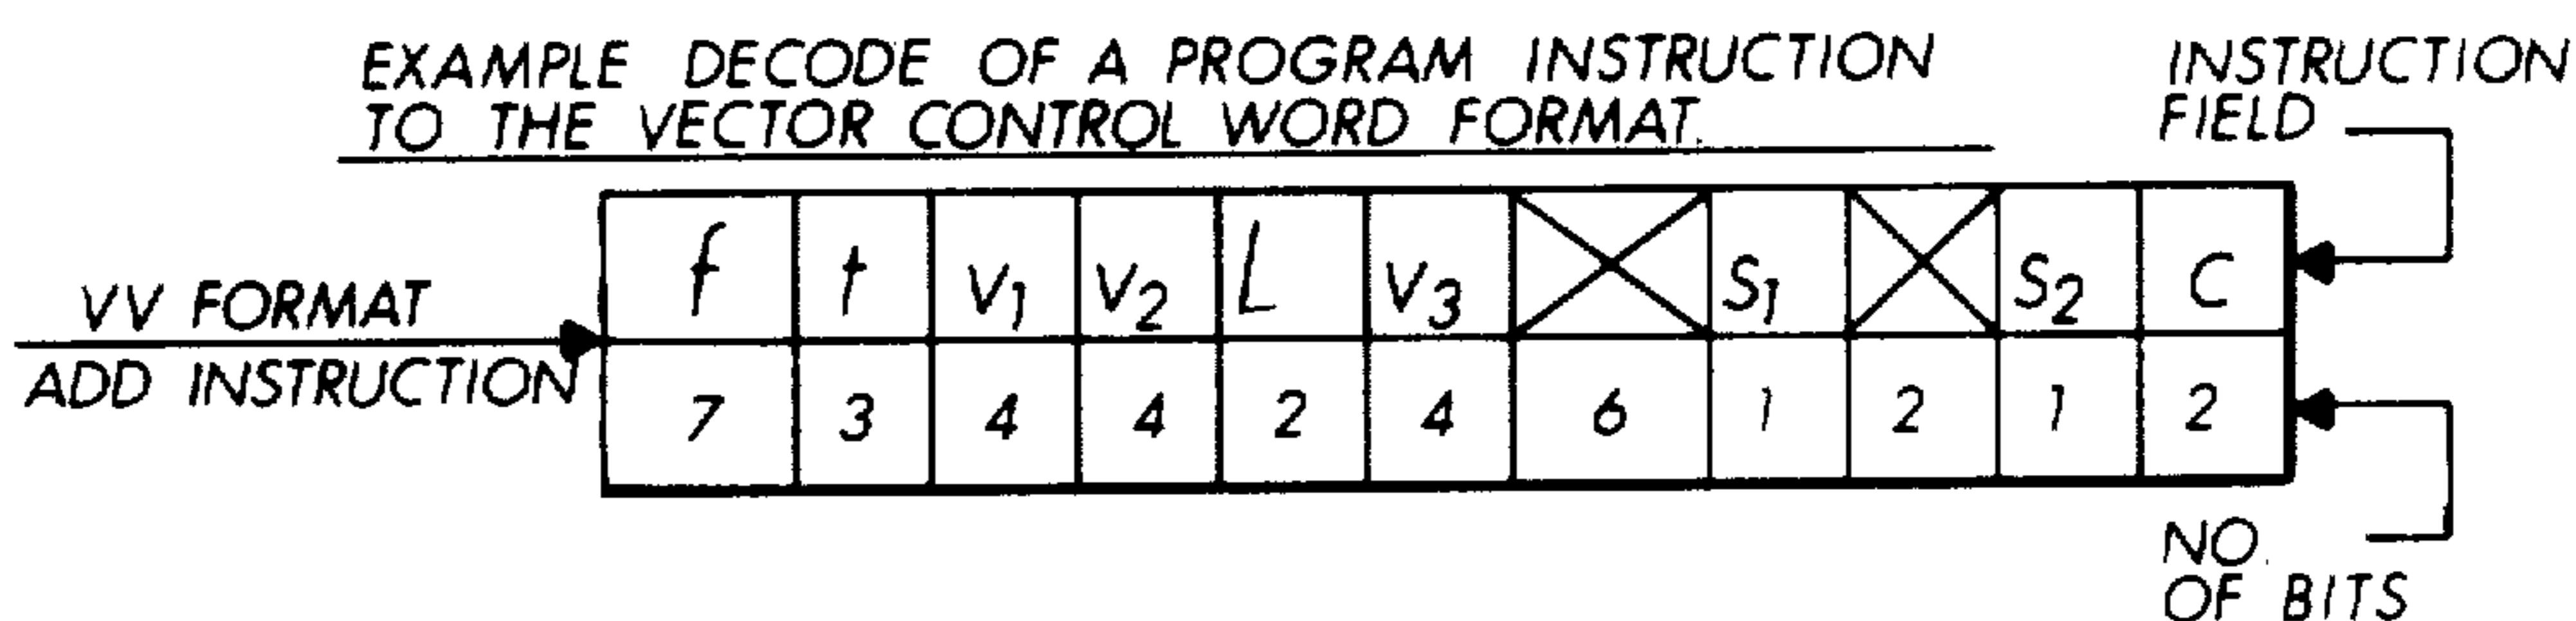 EXAMPLE DECODE OF A PROGRAM INSTRUCTION
TO THE VECTOR CONTROL WORD FORMAT.
INSTRUCTION
FIELD
VV FORMAT
ADD INSTRUCTION
f t V1 V2 L V3 S1 S2 C
7 3 4 4 2 4 6 1 2 1 2
NO.
OF BITS